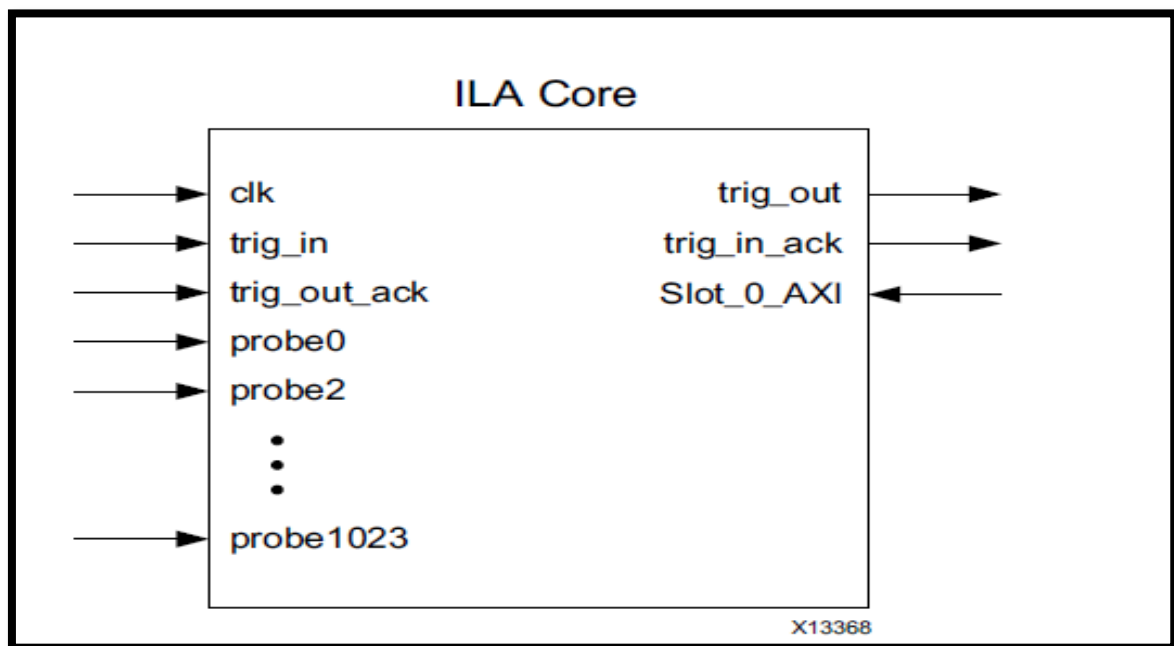 ILA Core
clk
trig_out
trig_in
trig_in_ack
trig_out_ack
Slot_0_AXI
probe0
probe2
probe1023
X13368